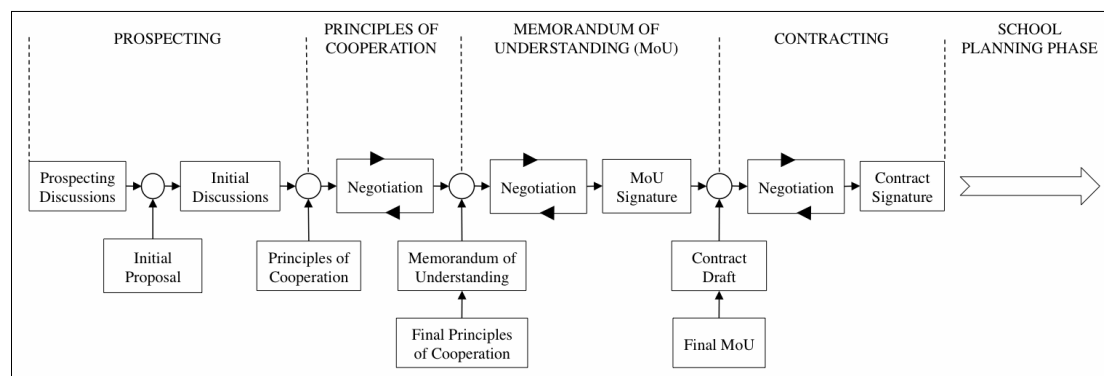 PROSPECTING
PRINCIPLES OF
COOPERATION
MEMORANDUM OF
UNDERSTANDING (MoU)
CONTRACTING
SCHOOL
PLANNING PHASE
Prospecting
Discussions
Initial
Discussions
Negotiation
Negotiation
MoU
Signature
Negotiation
Contract
Signature
Initial
Proposal
Principles of
Cooperation
Memorandum of
Understanding
Contract
Draft
Final Principles
of Cooperation
Final MoU